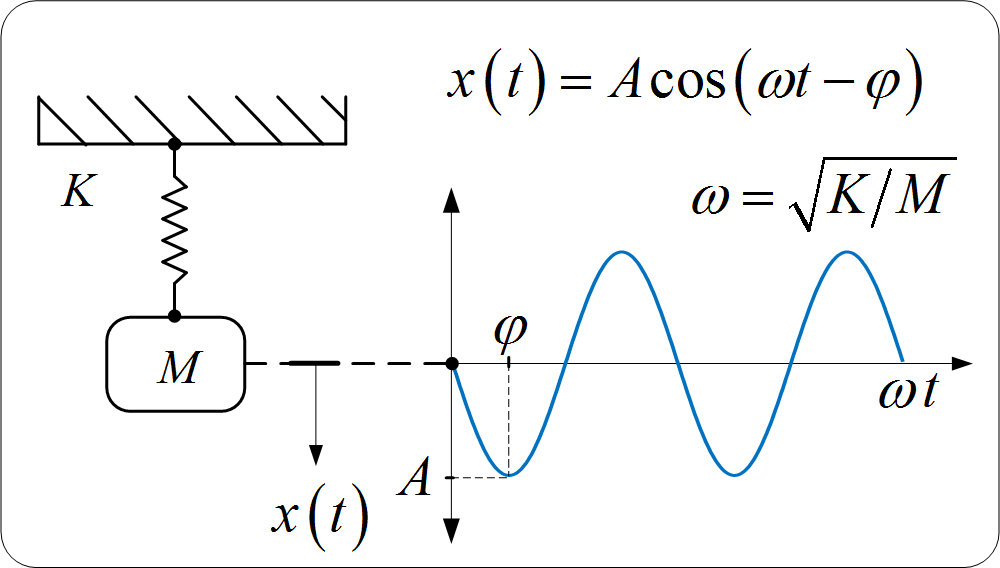 x(t) = A cos(ωt − φ)
K
ω = √K/M
φ
M
ωt
A
x(t)